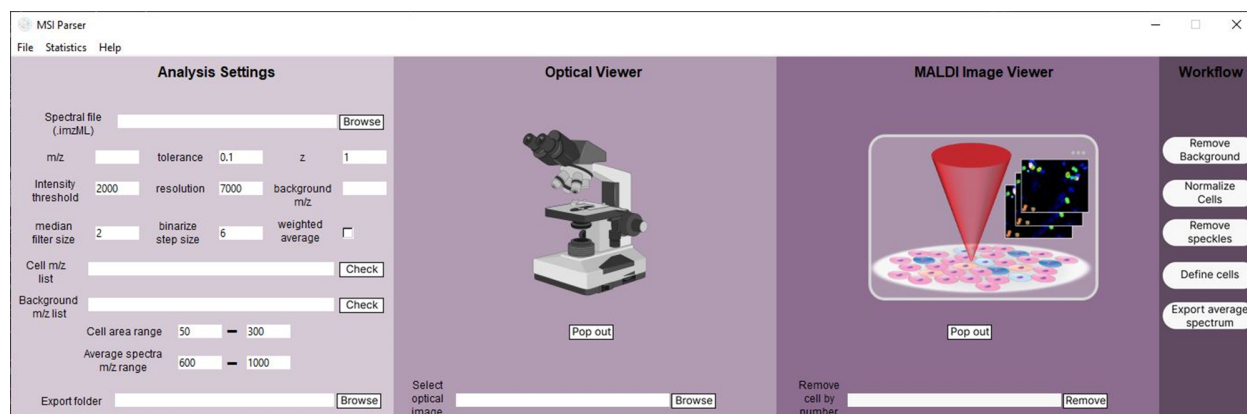 MSI Parser
File Statistics Help
Analysis Settings
Spectral file
(.imzML)
Browse
m/z
tolerance 0.1
z 1
Intensity
threshold
2000
resolution 7000
background
m/z
median
filter size
2
binarize
step size
6
weighted
average
Cell m/z
list
Check
Background
m/z list
Check
Cell area range 50 – 300
Average spectra
m/z range
600 – 1000
Export folder
Browse
Optical Viewer
Pop out
Select
optical
image
Browse
MALDI Image Viewer
Pop out
Remove
cell by
number
Remove
Workflow
Remove
Background
Normalize
Cells
Remove
speckles
Define cells
Export average
spectrum